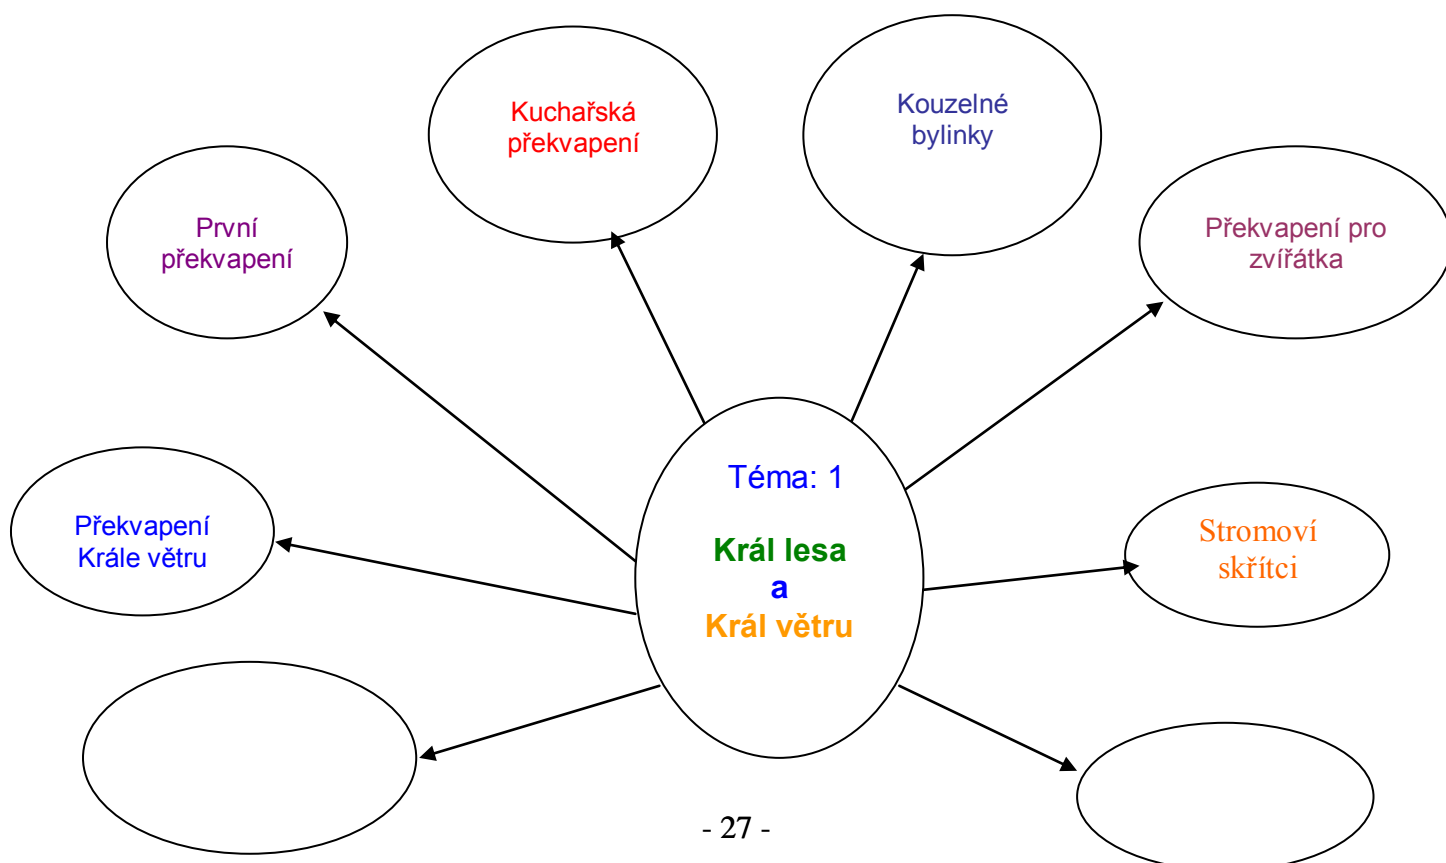 Kuchařská
překvapení
Kouzelné
bylinky
První
překvapení
Překvapení pro
zvířátka
Téma: 1
Král lesa
a
Král větru
Překvapení
Krále větru
Stromoví
skřítci
- 27 -